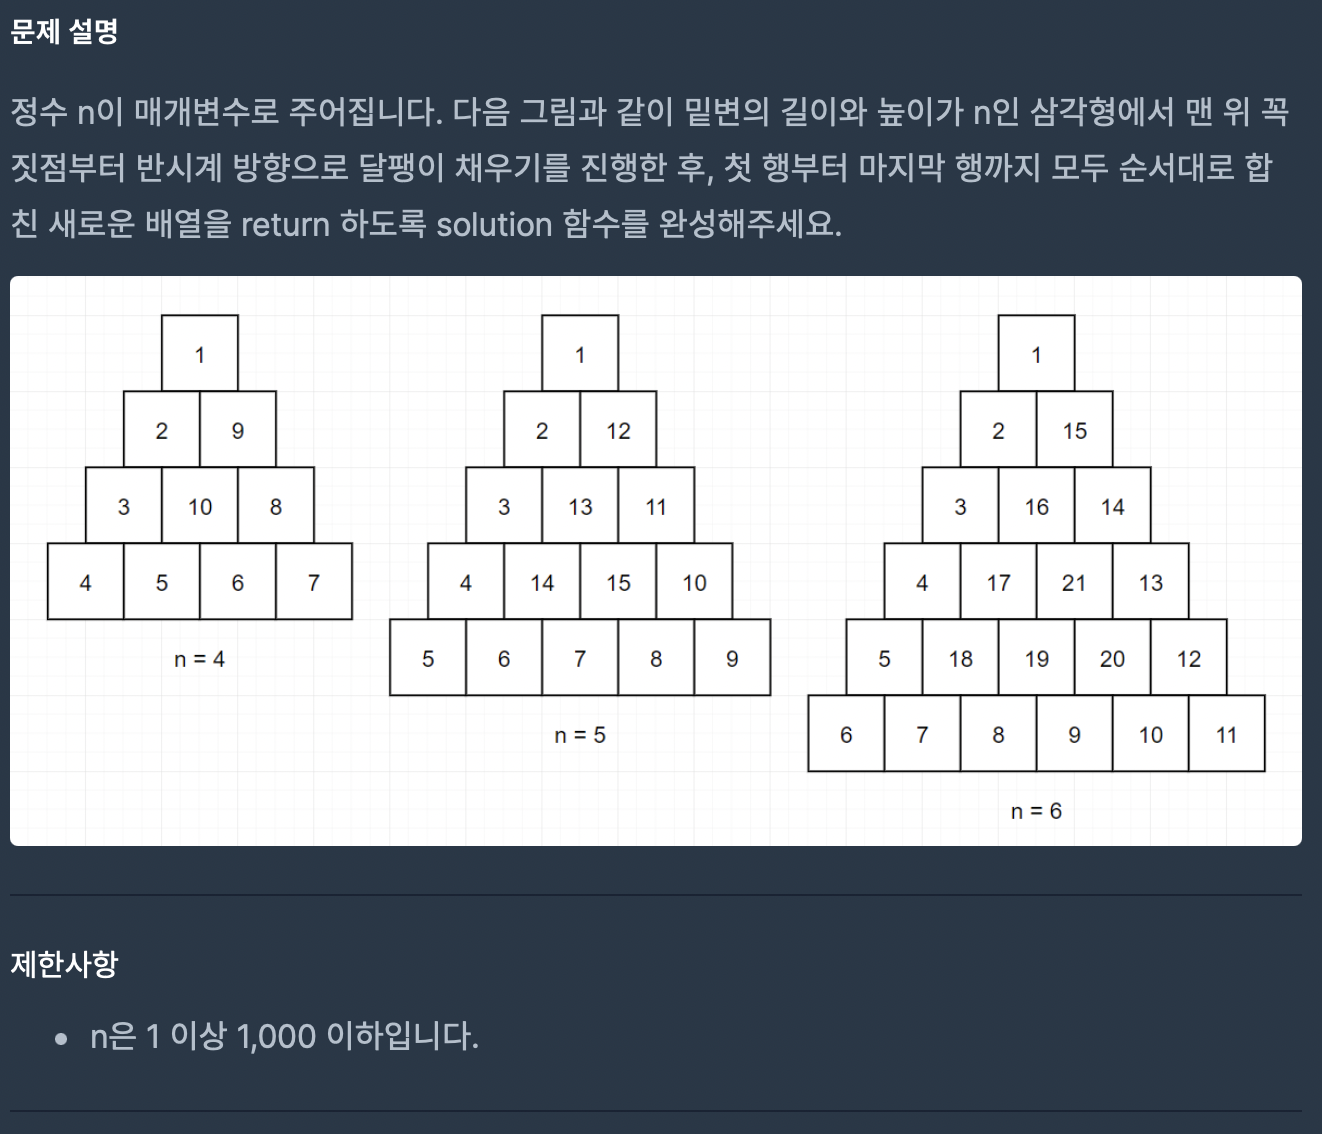 문제 설명
정수 n이 매개변수로 주어집니다. 다음 그림과 같이 밑변의 길이와 높이가 n인 삼각형에서 맨 위 꼭
짓점부터 반시계 방향으로 달팽이 채우기를 진행한 후, 첫 행부터 마지막 행까지 모두 순서대로 합
친 새로운 배열을 return 하도록 solution 함수를 완성해주세요.
1
2 9
3 10 8
4 5 6 7
n = 4
1
2 12
3 13 11
4 14 15 10
5 6 7 8 9
n = 5
1
2 15
3 16 14
4 17 21 13
5 18 19 20 12
6 7 8 9 10 11
n = 6
제한사항
• n은 1 이상 1,000 이하입니다.